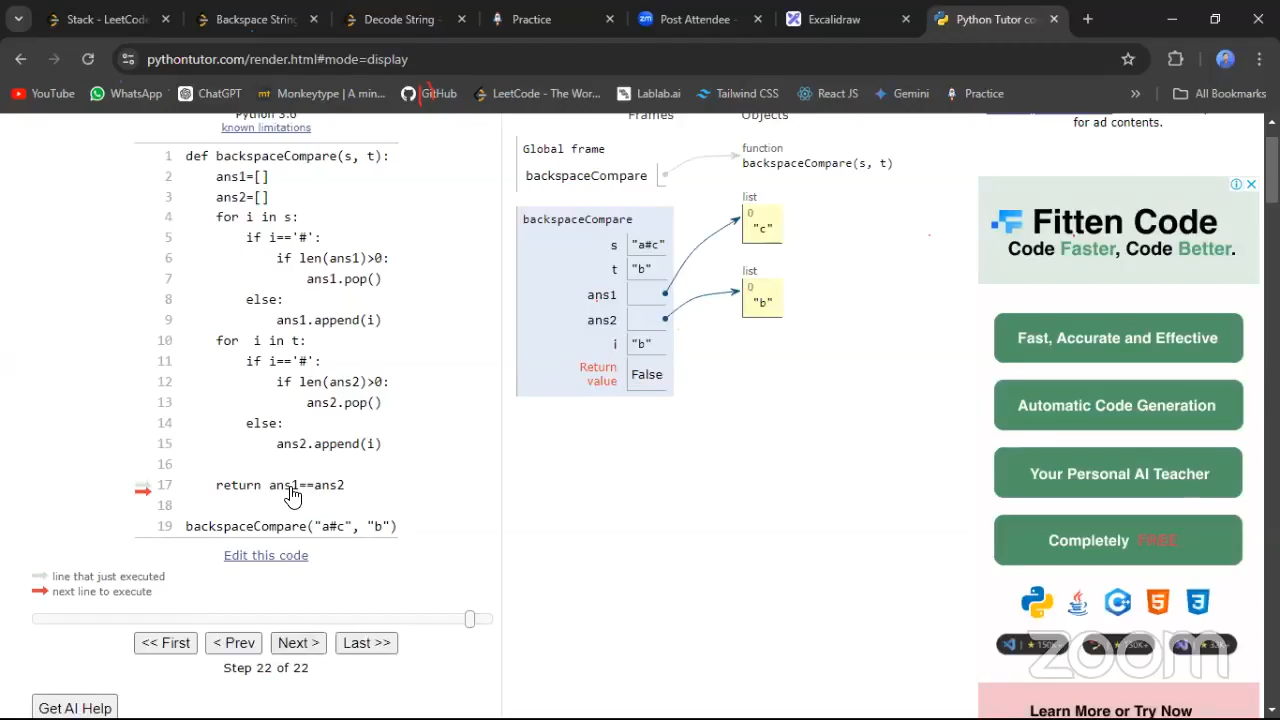 Stack - LeetCode
Backspace String
Decode String -
Practice
Post Attendee -
Excalidraw
Python Tutor co
pythontutor.com/render.html#mode=display
YouTube
WhatsApp
ChatGPT
Monkeytype | A min...
GitHub
LeetCode - The Wor...
Lablab.ai
Tailwind CSS
React JS
Gemini
Practice
All Bookmarks
Python 3.6
known limitations
1 def backspaceCompare(s, t):
2 ans1=[]
3 ans2=[]
4 for i in s:
5 if i=='#':
6 if len(ans1)>0:
7 ans1.pop()
8 else:
9 ans1.append(i)
10 for  i in t:
11 if i=='#':
12 if len(ans2)>0:
13 ans2.pop()
14 else:
15 ans2.append(i)
16
17 return ans1==ans2
18
19 backspaceCompare("a#c", "b")
Edit this code
line that just executed
next line to execute
<< First
< Prev
Next >
Last >>
Step 22 of 22
Get AI Help
Frames
Objects
Global frame
backspaceCompare
function
backspaceCompare(s, t)
backspaceCompare
s "a#c"
t "b"
ans1
ans2
i "b"
Return
value
False
list
0
"c"
list
0
"b"
for ad contents.
Fitten Code
Code Faster, Code Better.
Fast, Accurate and Effective
Automatic Code Generation
Your Personal AI Teacher
Completely FREE
zoom
Learn More or Try Now